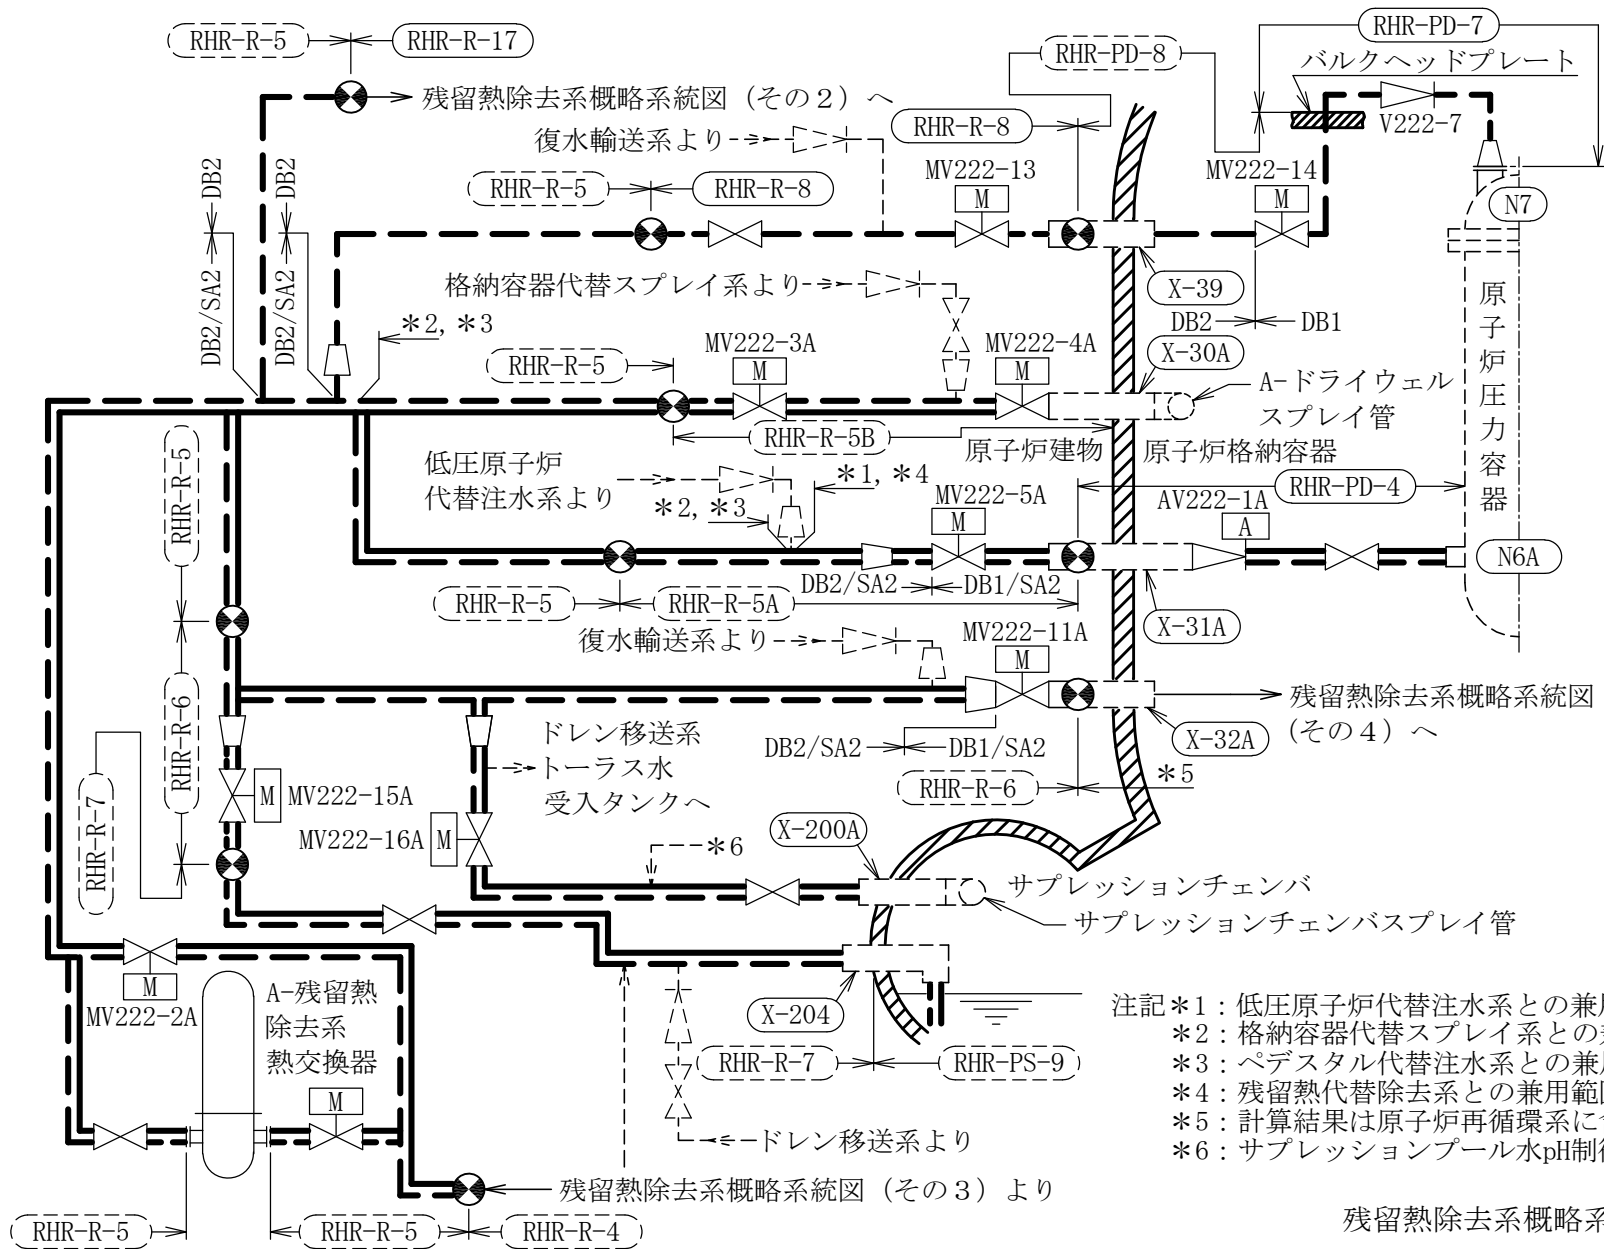 RHR-R-5
RHR-R-17
残留熱除去系概略系統図（その２）へ
RHR-PD-8
RHR-PD-7
バルクヘッドプレート
V222-7
復水輸送系より
RHR-R-8
RHR-R-5
RHR-R-8
MV222-13
M
MV222-14
M
N7
DB2
DB2/SA2
DB2
DB2/SA2
X-39
DB2
DB1
格納容器代替スプレイ系より
＊2, ＊3
RHR-R-5
MV222-3A
M
MV222-4A
M
X-30A
A-ドライウェル
スプレイ管
RHR-R-5B
原子炉建物
原子炉格納容器
原子炉圧力容器
RHR-R-5
低圧原子炉
代替注水系より
＊1, ＊4
＊2, ＊3
MV222-5A
M
RHR-PD-4
AV222-1A
A
N6A
DB2/SA2
DB1/SA2
RHR-R-5
RHR-R-5A
X-31A
復水輸送系より
MV222-11A
M
残留熱除去系概略系統図
（その４）へ
X-32A
DB2/SA2
DB1/SA2
RHR-R-6
＊5
RHR-R-6
RHR-R-7
ドレン移送系
トーラス水
受入タンクへ
M
MV222-15A
MV222-16A
M
＊6
X-200A
サプレッションチェンバ
サプレッションチェンバスプレイ管
M
MV222-2A
A-残留熱
除去系
熱交換器
M
X-204
RHR-R-7
RHR-PS-9
ドレン移送系より
残留熱除去系概略系統図（その３）より
RHR-R-5
RHR-R-5
RHR-R-4
注記＊1：低圧原子炉代替注水系との兼
＊2：格納容器代替スプレイ系との
＊3：ペデスタル代替注水系との兼
＊4：残留熱代替除去系との兼用範
＊5：計算結果は原子炉再循環系に
＊6：サプレッションプール水pH制
残留熱除去系概略系